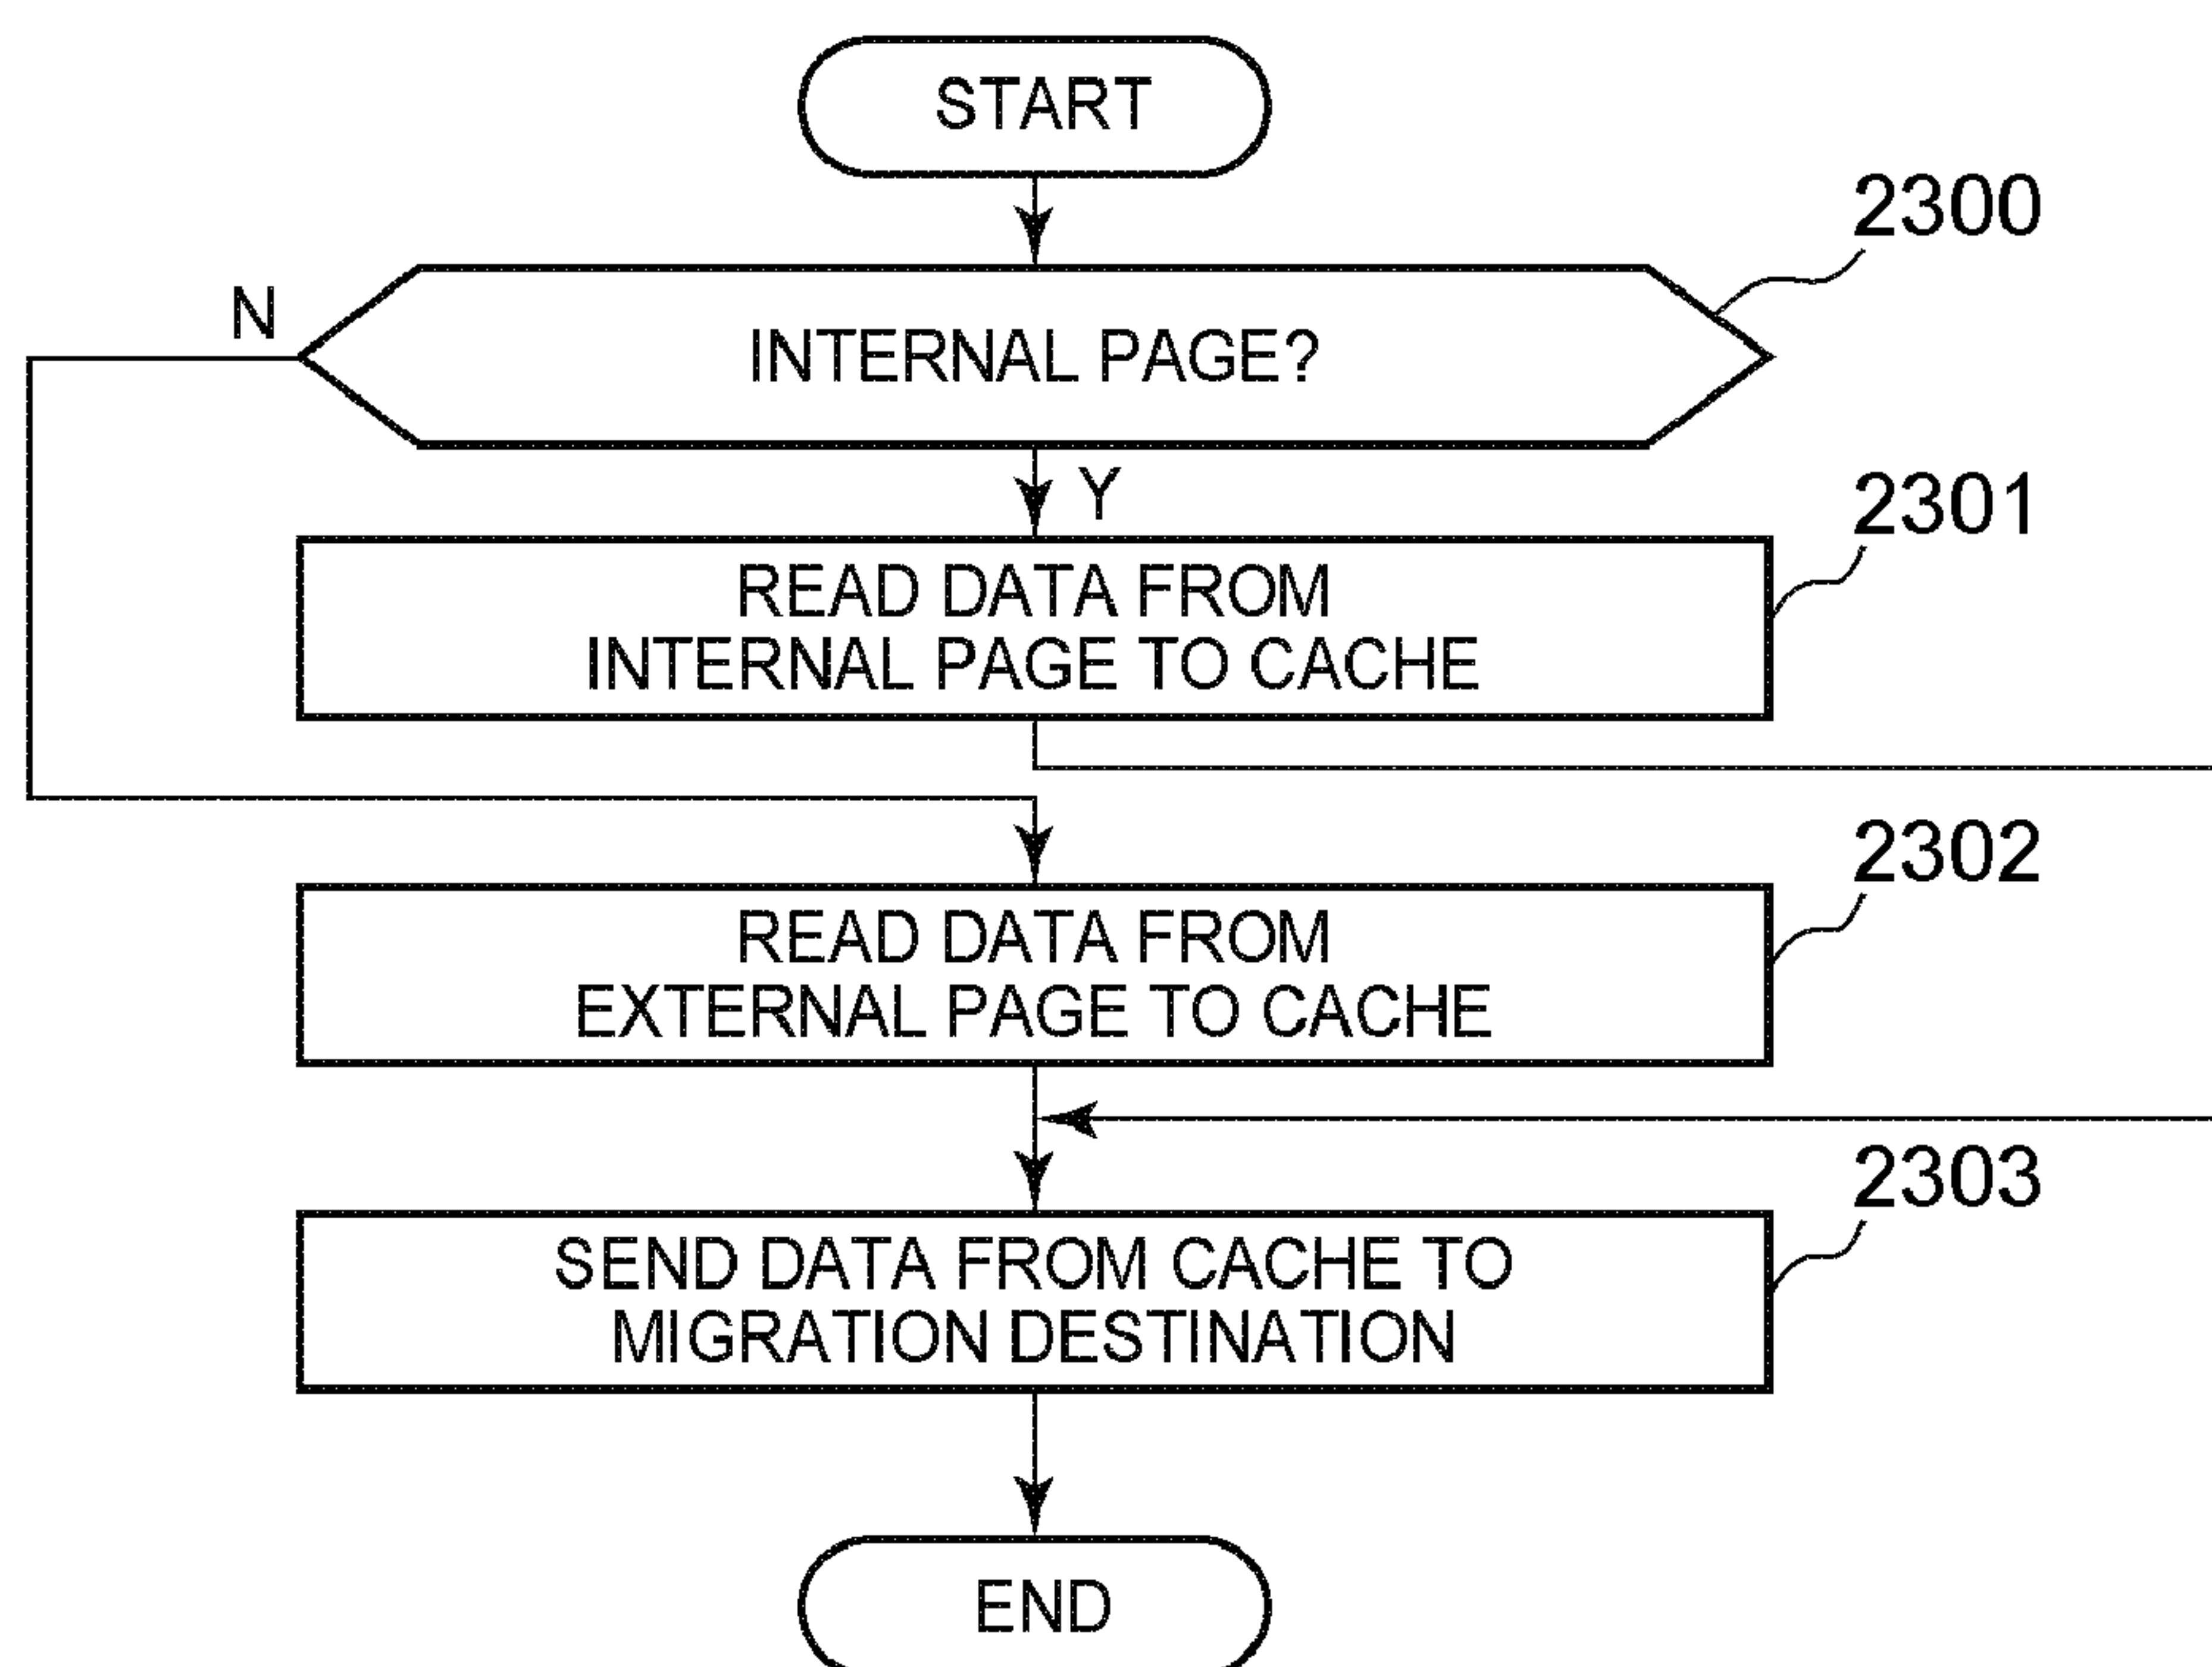 START
2300
N
INTERNAL PAGE?
Y
2301
READ DATA FROM
INTERNAL PAGE TO CACHE
2302
READ DATA FROM
EXTERNAL PAGE TO CACHE
2303
SEND DATA FROM CACHE TO
MIGRATION DESTINATION
END